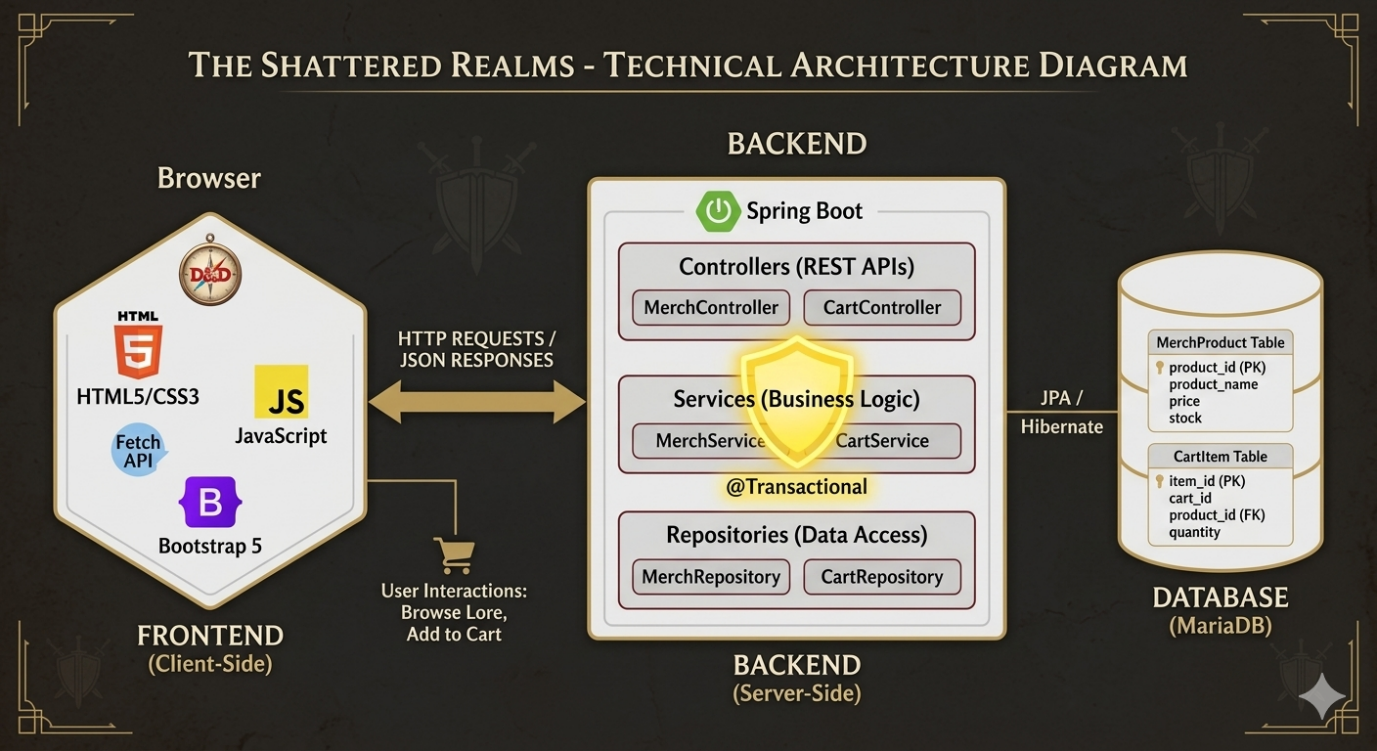 THE SHATTERED REALMS - TECHNICAL ARCHITECTURE DIAGRAM
Browser
D&D
HTML
5
HTML5/CSS3
JS
JavaScript
Fetch
API
B
Bootstrap 5
FRONTEND
(Client-Side)
HTTP REQUESTS /
JSON RESPONSES
User Interactions:
Browse Lore,
Add to Cart
BACKEND
Spring Boot
Controllers (REST APIs)
MerchController
CartController
Services (Business Logic)
MerchService
CartService
@Transactional
Repositories (Data Access)
MerchRepository
CartRepository
BACKEND
(Server-Side)
JPA /
Hibernate
MerchProduct Table
product_id (PK)
product_name
price
stock
CartItem Table
item_id (PK)
cart_id
product_id (FK)
quantity
DATABASE
(MariaDB)